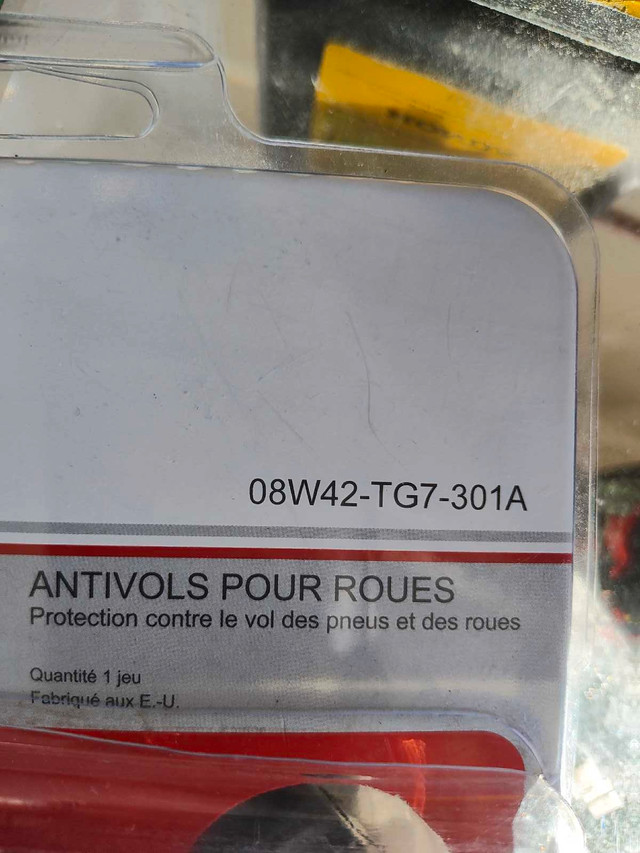 08W42-TG7-301A
ANTIVOLS POUR ROUES
Protection contre le vol des pneus et des roues
Quantité 1 jeu
Fabriqué aux E.-U.